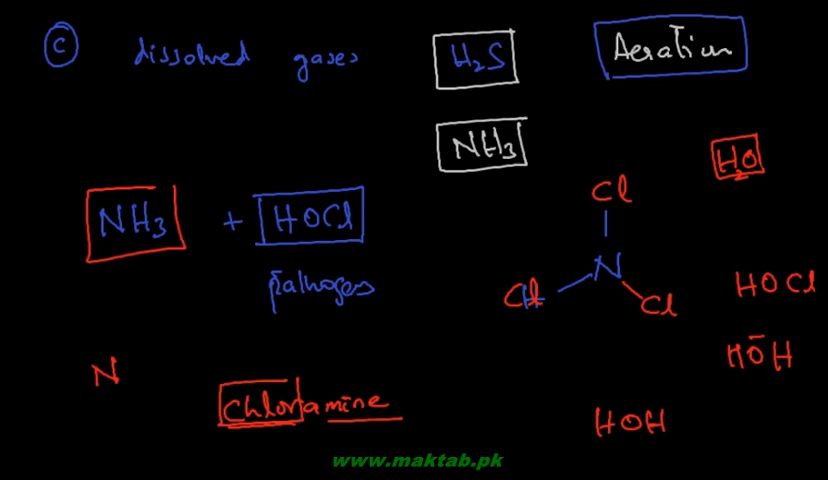 C dissolved gases H2S Aeration
NH3 H2O
NH3 + HOCl
Cl
N
Cl Cl
HOCl
pathogens
HOH
N
Chloramine
HOH
www.maktab.pk